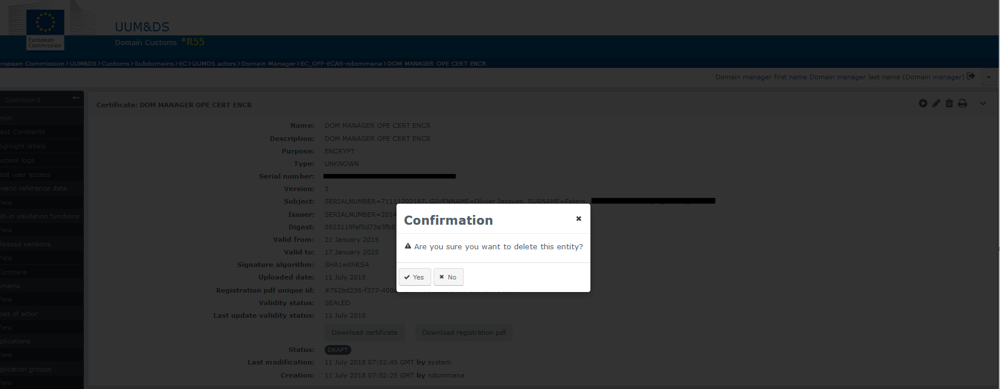 UUM&DS
European
Commission
Domain Customs *R55
ropean Commission>UUM&DS>Customs>Subdomains>EC>UUMDS actors>Domain Manager>EC_OFF-ECAS-ndommana>DOM MANAGER OPE CERT ENCR
Domain manager first name Domain manager last name (Domain manager)
Dashboard
Certificate: DOM MANAGER OPE CERT ENCR
min
ext Constants
ighlight labels
ccess logs
est user access
neric reference data
iew
ilt-in validation functions
iew
leased versions
iew
Compare
mains
iew
pes of actor
iew
plications
iew
plication groups
iew
Name: DOM MANAGER OPE CERT ENCR
Description: DOM MANAGER OPE CERT ENCR
Purpose: ENCRYPT
Type: UNKNOWN
Serial number:
Version: 3
Subject: SERIALNUMBER=71111702167, GIVENNAME=Olivier Jacques, SURNAME=Peters,
Issuer: SERIALNUMBER=2014
Digest: 0503119faf5d73e3fb8
Valid from: 21 January 2015
Valid to: 17 January 2025
Signature algorithm: SHA1withRSA
Uploaded date: 11 July 2018
Registration pdf unique id: #762bd236-f377-400
Validity status: SEALED
Last update validity status: 11 July 2018
Download certificate Download registration pdf
Status: DRAFT
Last modification: 11 July 2018 07:52:45 GMT by system
Creation: 11 July 2018 07:52:25 GMT by ndommana
Confirmation
Are you sure you want to delete this entity?
Yes No